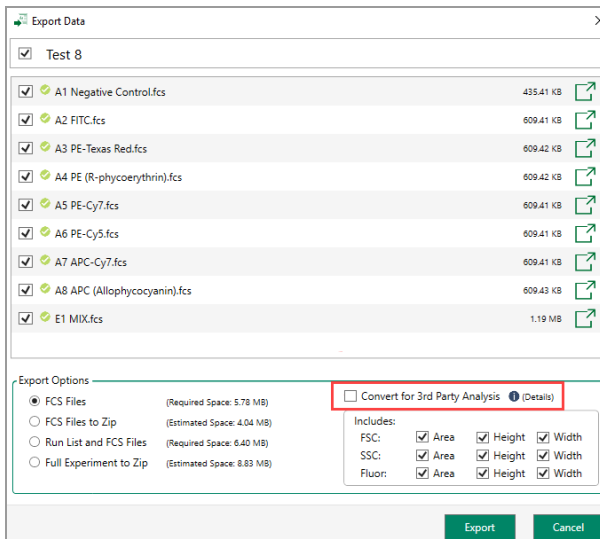 Export Data
Test 8
A1 Negative Control.fcs 435.41 KB
A2 FITC.fcs 609.41 KB
A3 PE-Texas Red.fcs 609.42 KB
A4 PE (R-phycoerythrin).fcs 609.42 KB
A5 PE-Cy7.fcs 609.41 KB
A6 PE-Cy5.fcs 609.41 KB
A7 APC-Cy7.fcs 609.41 KB
A8 APC (Allophycocyanin).fcs 609.43 KB
E1 MIX.fcs 1.19 MB
Export Options
FCS Files (Required Space: 5.78 MB)
FCS Files to Zip (Estimated Space: 4.04 MB)
Run List and FCS Files (Required Space: 6.40 MB)
Full Experiment to Zip (Estimated Space: 8.83 MB)
Convert for 3rd Party Analysis (Details)
Includes:
FSC: Area Height Width
SSC: Area Height Width
Fluor: Area Height Width
Export Cancel